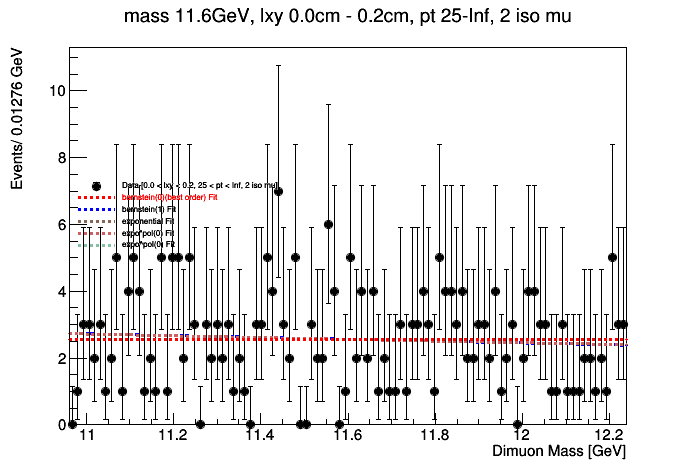 mass 11.6GeV, lxy 0.0cm - 0.2cm, pt 25-Inf, 2 iso mu
Events/ 0.01276 GeV
10
8
6
4
2
0
Data [0.0 < lxy < 0.2, 25 < pt < Inf, 2 iso mu]
bernstein(0)(best order) Fit
bernstein(1) Fit
exponential Fit
expo*pol(0) Fit
expo*pol(0) Fit
11 11.2 11.4 11.6 11.8 12 12.2
Dimuon Mass [GeV]